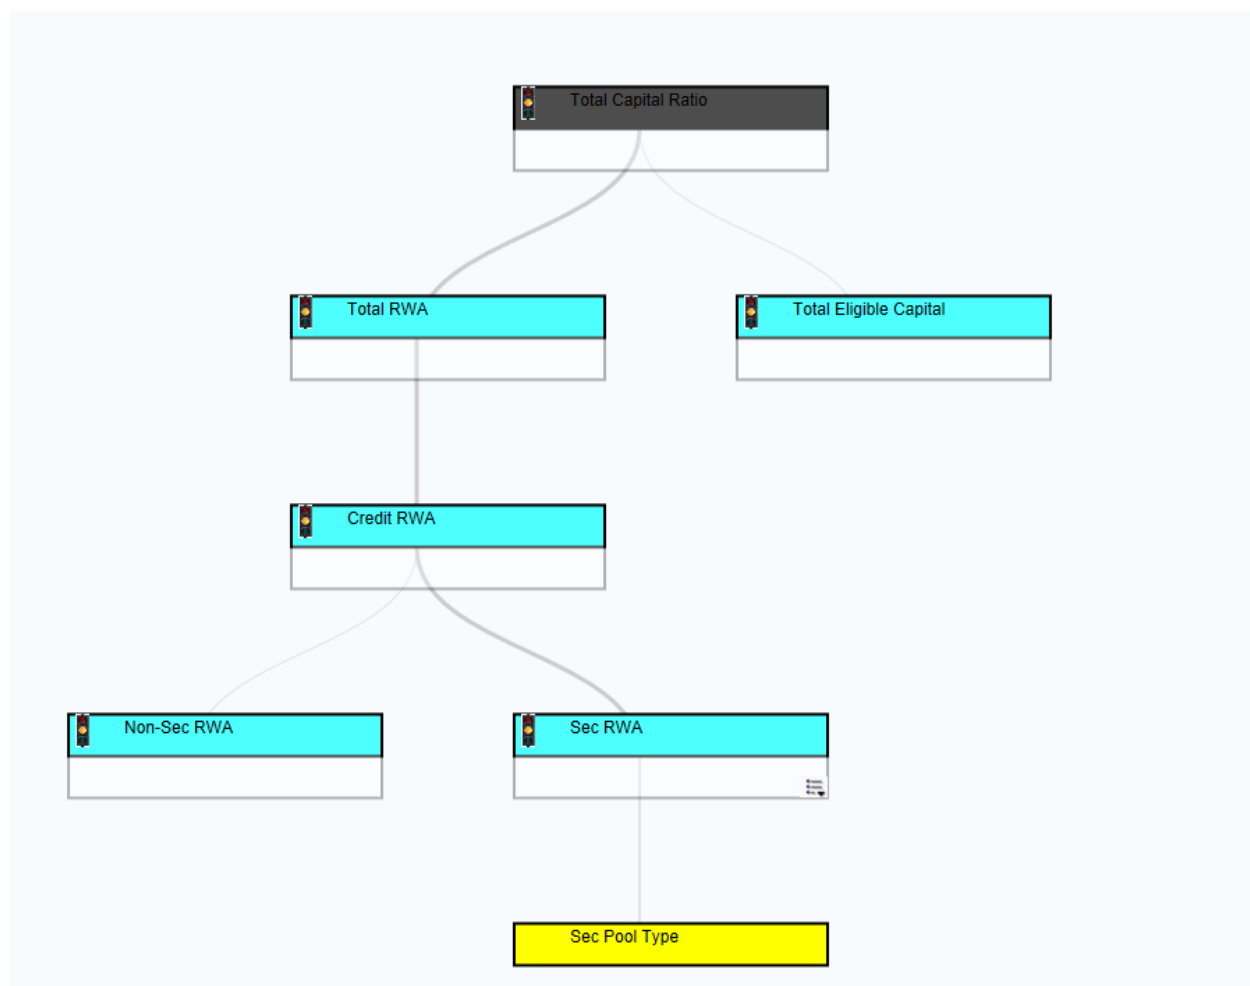 Total Capital Ratio
Total RWA
Total Eligible Capital
Credit RWA
Non-Sec RWA
Sec RWA
Sec Pool Type